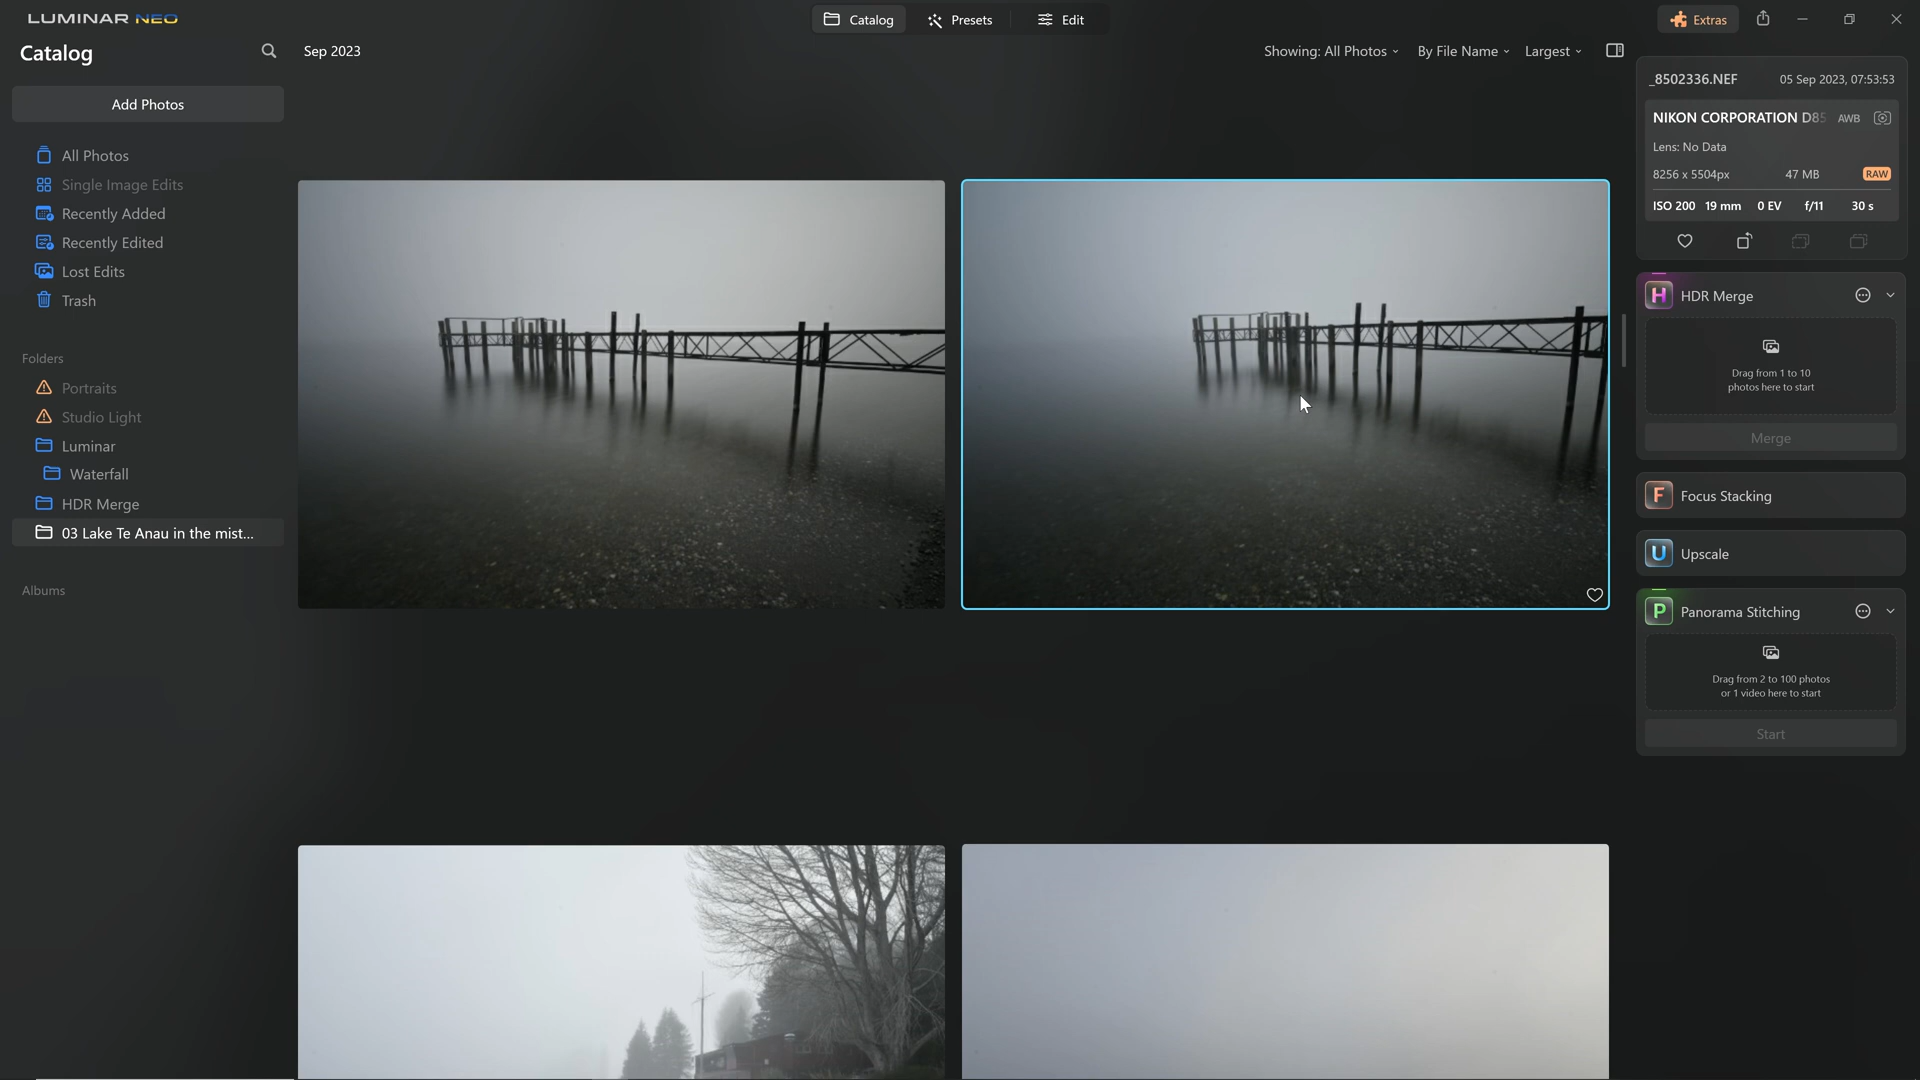 LUMINAR NEO
Catalog
Presets
Edit
Extras
Catalog
Sep 2023
Showing: All Photos
By File Name
Largest
Add Photos
All Photos
Single Image Edits
Recently Added
Recently Edited
Lost Edits
Trash
Folders
Portraits
Studio Light
Luminar
Waterfall
HDR Merge
03 Lake Te Anau in the mist...
Albums
_8502336.NEF 05 Sep 2023, 07:53:53
NIKON CORPORATION D85 AWB
Lens: No Data
8256 x 5504px 47 MB RAW
ISO 200 19 mm 0 EV f/11 30 s
H HDR Merge
Drag from 1 to 10
photos here to start
Merge
F Focus Stacking
U Upscale
P Panorama Stitching
Drag from 2 to 100 photos
or 1 video here to start
Start